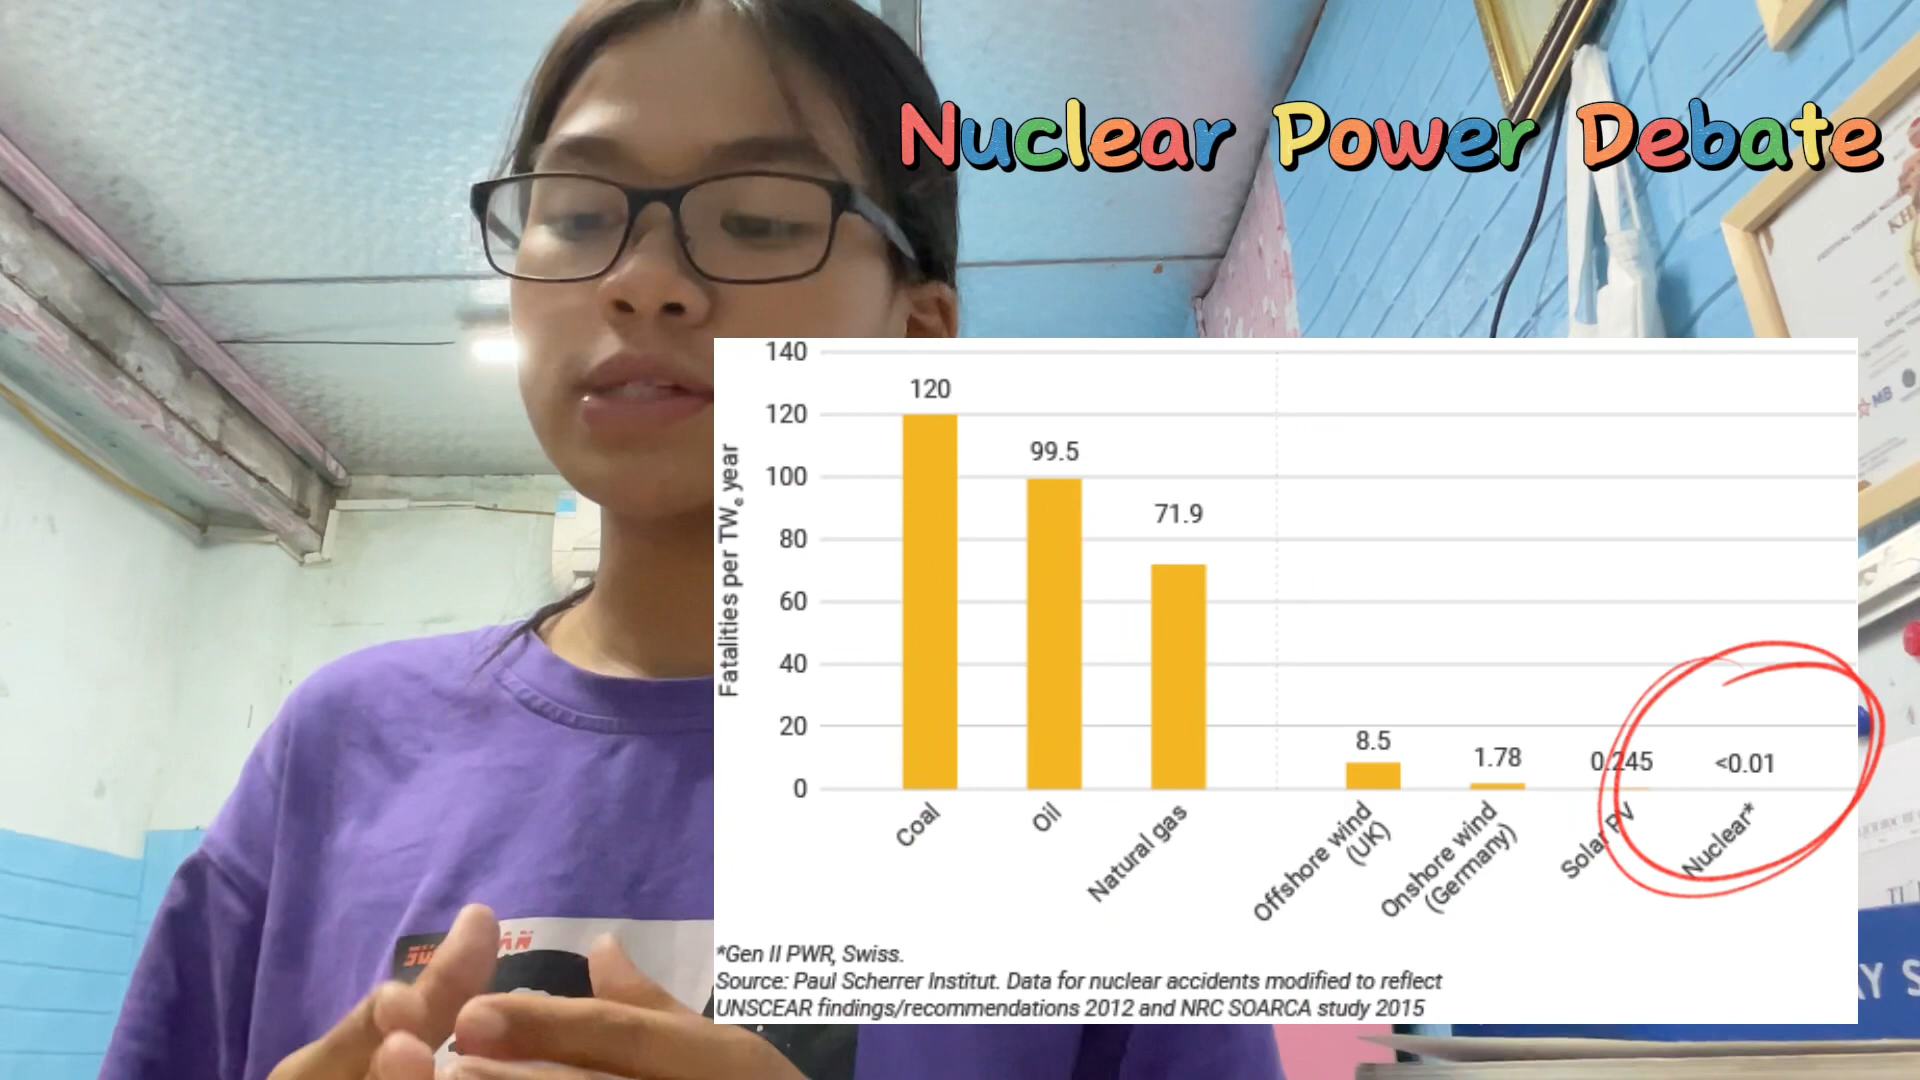 Nuclear Power Debate
140
120
120
99.5
100
71.9
80
60
40
20
0
8.5
1.78
0.245
<0.01
Fatalities per TWe year
Coal
Oil
Natural gas
Offshore wind
(UK)
Onshore wind
(Germany)
Solar PV
Nuclear*
*Gen II PWR, Swiss.
Source: Paul Scherrer Institut. Data for nuclear accidents modified to reflect
UNSCEAR findings/recommendations 2012 and NRC SOARCA study 2015
MB